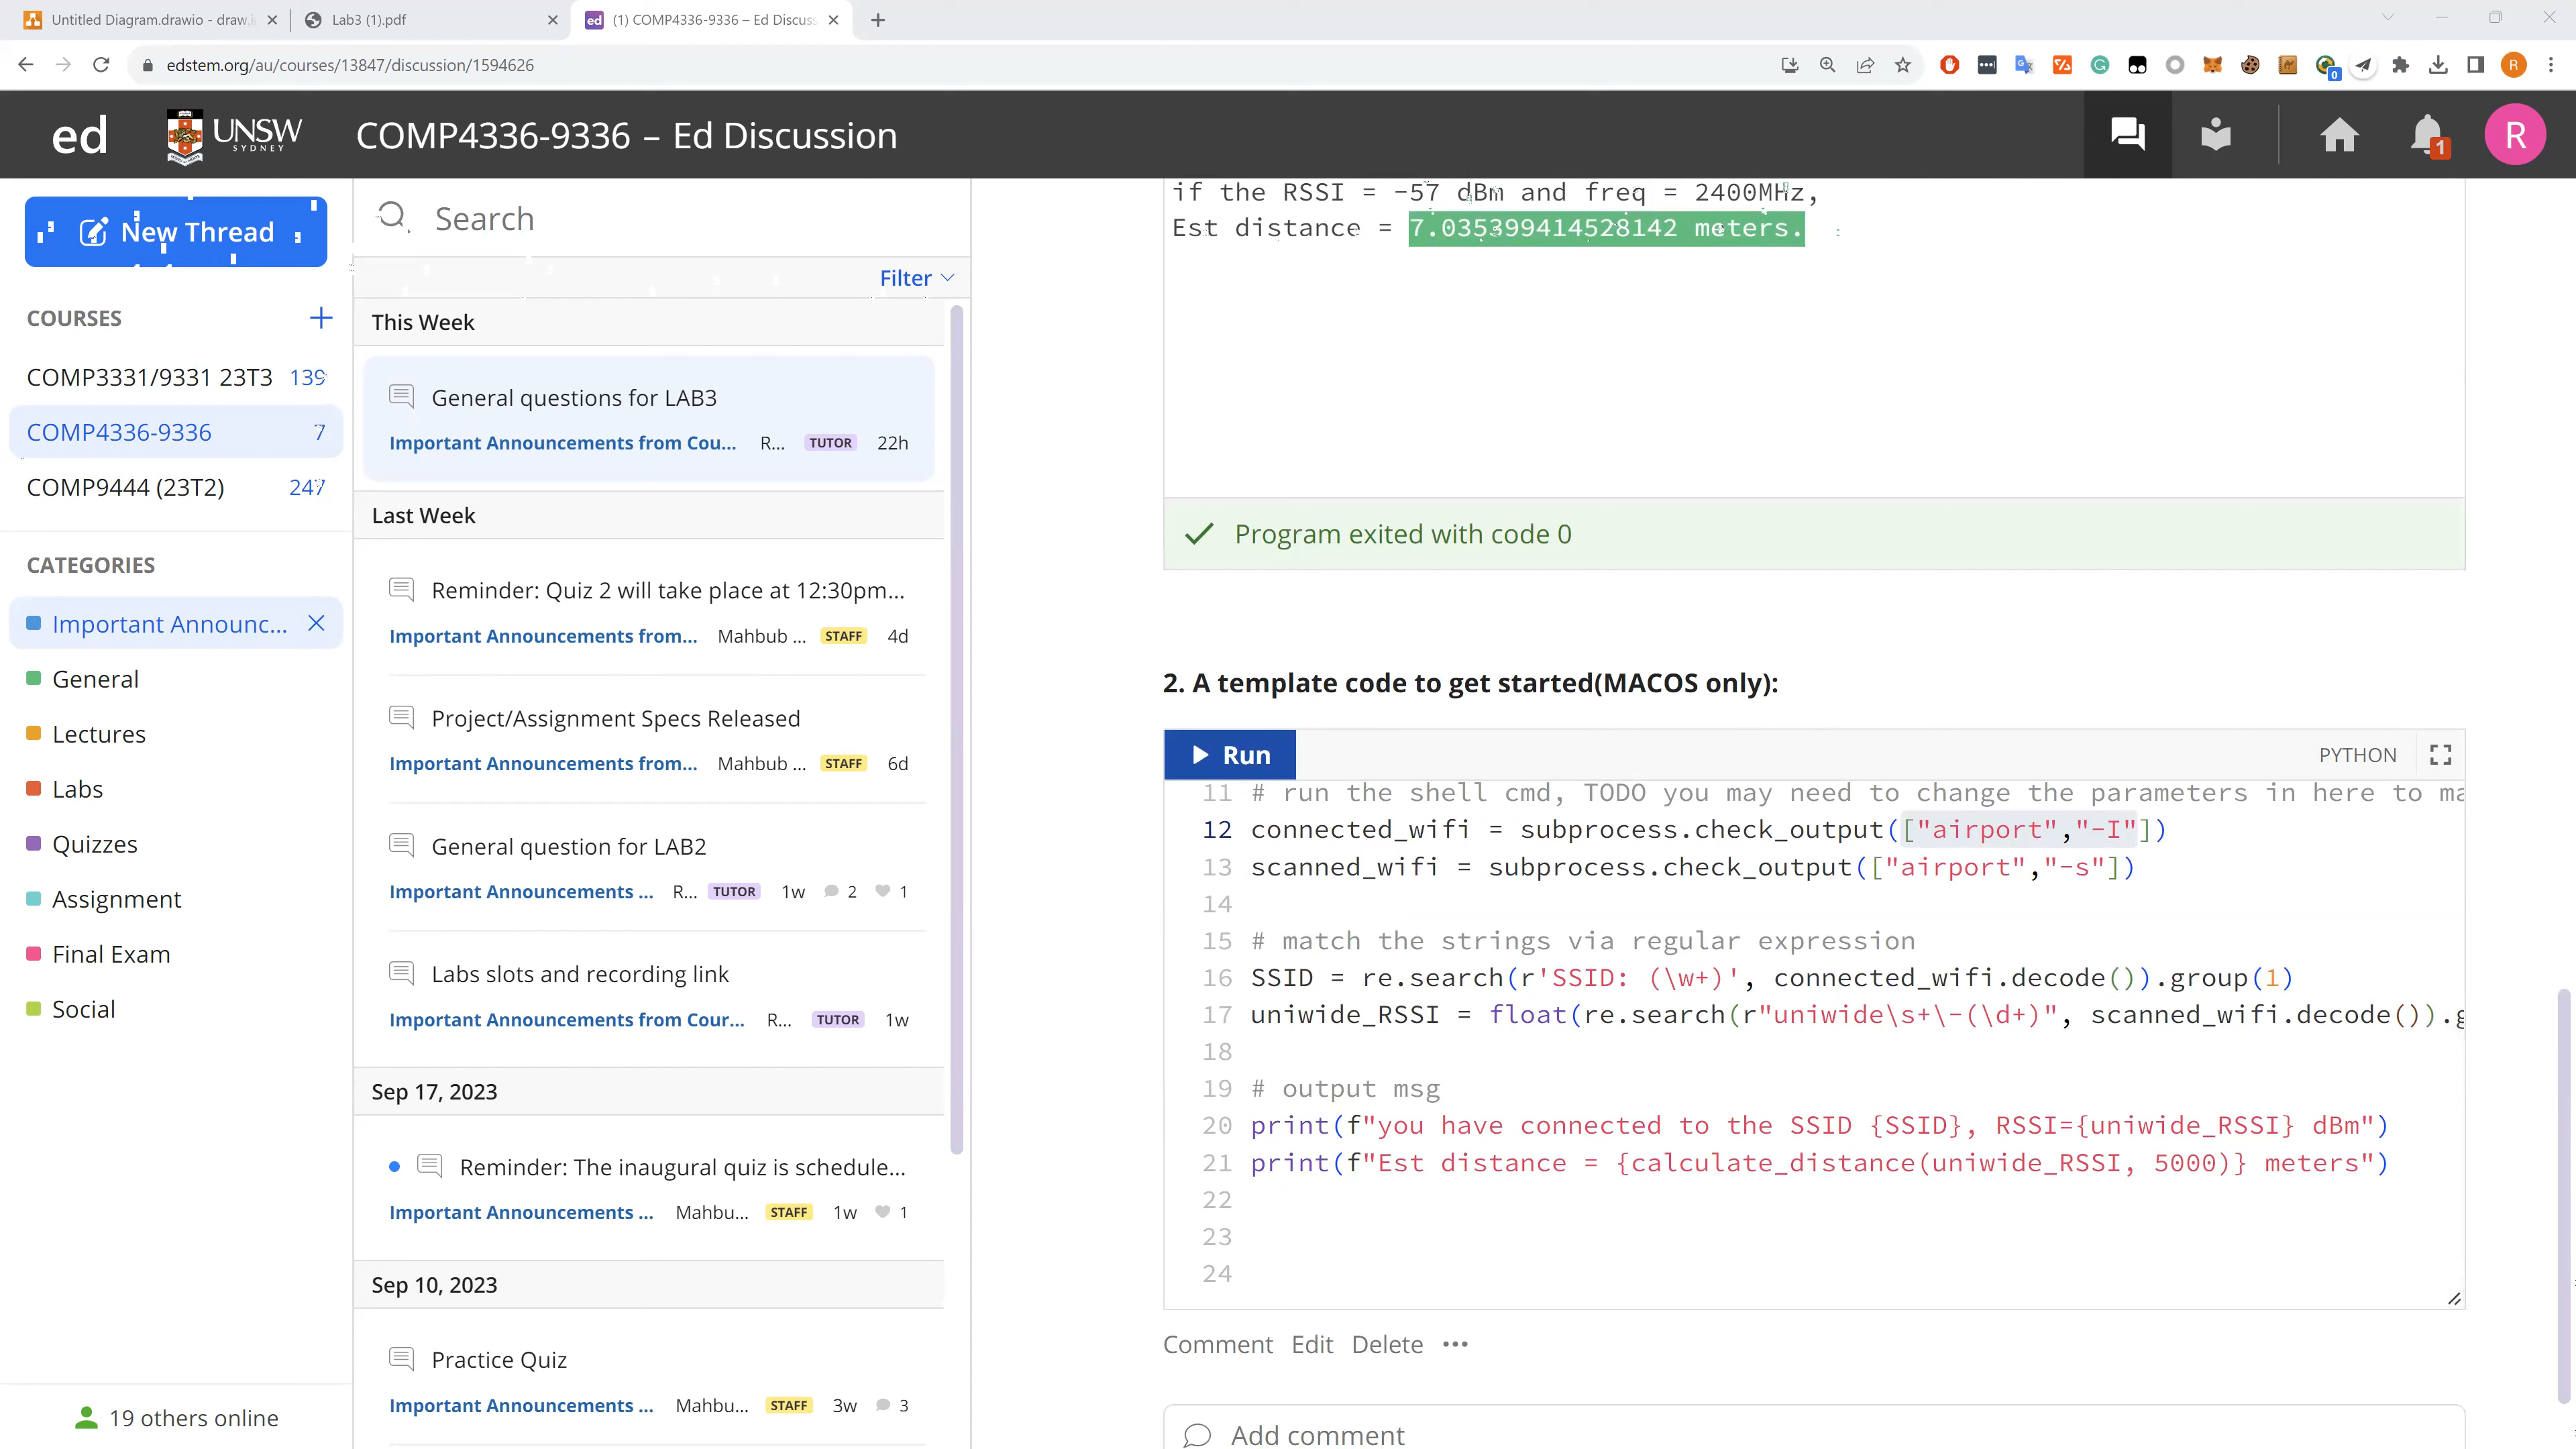 Untitled Diagram.drawio - draw.i
Lab3 (1).pdf
(1) COMP4336-9336 – Ed Discuss
edstem.org/au/courses/13847/discussion/1594626
ed
UNSW
SYDNEY
COMP4336-9336 – Ed Discussion
1
R
New Thread
COURSES
COMP3331/9331 23T3 139
COMP4336-9336 7
COMP9444 (23T2) 247
CATEGORIES
Important Announc...
General
Lectures
Labs
Quizzes
Assignment
Final Exam
Social
19 others online
Search
Filter
This Week
General questions for LAB3
Important Announcements from Cou... R... TUTOR 22h
Last Week
Reminder: Quiz 2 will take place at 12:30pm...
Important Announcements from... Mahbub ... STAFF 4d
Project/Assignment Specs Released
Important Announcements from... Mahbub ... STAFF 6d
General question for LAB2
Important Announcements ... R... TUTOR 1w 2 1
Labs slots and recording link
Important Announcements from Cour... R... TUTOR 1w
Sep 17, 2023
Reminder: The inaugural quiz is schedule...
Important Announcements ... Mahbu... STAFF 1w 1
Sep 10, 2023
Practice Quiz
Important Announcements ... Mahbu... STAFF 3w 3
if the RSSI = -57 dBm and freq = 2400MHz,
Est distance = 7.035399414528142 meters.
Program exited with code 0
2. A template code to get started(MACOS only):
Run
PYTHON
11 # run the shell cmd, TODO you may need to change the parameters in here to ma
12 connected_wifi = subprocess.check_output(["airport","-I"])
13 scanned_wifi = subprocess.check_output(["airport","-s"])
14
15 # match the strings via regular expression
16 SSID = re.search(r'SSID: (\w+)', connected_wifi.decode()).group(1)
17 uniwide_RSSI = float(re.search(r"uniwide\s+\-(\d+)", scanned_wifi.decode()).g
18
19 # output msg
20 print(f"you have connected to the SSID {SSID}, RSSI={uniwide_RSSI} dBm")
21 print(f"Est distance = {calculate_distance(uniwide_RSSI, 5000)} meters")
22
23
24
Comment Edit Delete •••
Add comment